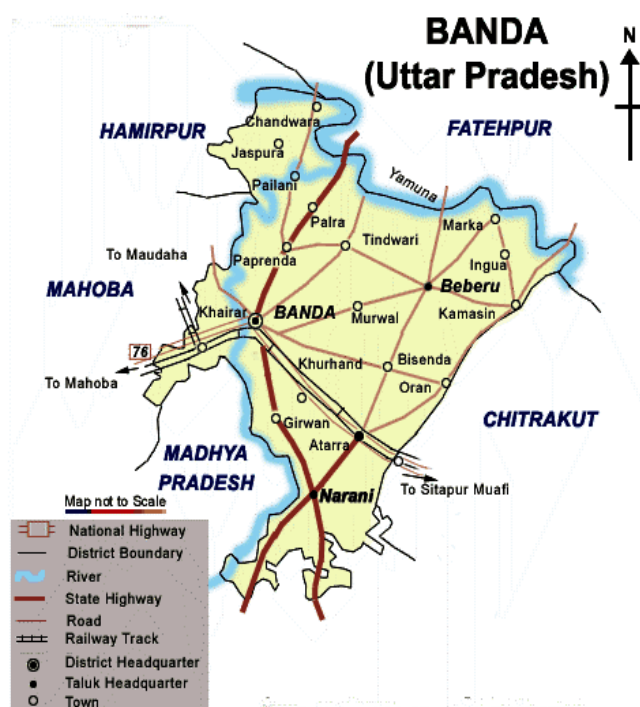 BANDA
(Uttar Pradesh)
N
HAMIRPUR
Chandwara
FATEHPUR
Jaspura
Pailani
Yamuna
Palra
Marka
Tindwari
To Maudaha
Paprenda
Ingua
MAHOBA
Beberu
Khairar
BANDA
Murwal
Kamasin
76
To Mahoba
Khurhand
Bisenda
Oran
Girwan
Atarra
CHITRAKUT
MADHYA
PRADESH
To Sitapur Muafi
Narani
Map not to Scale
National Highway
District Boundary
River
State Highway
Road
Railway Track
District Headquarter
Taluk Headquarter
Town